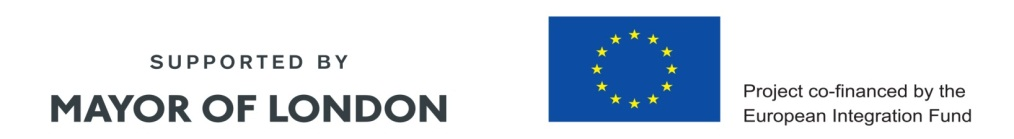 SUPPORTED BY
MAYOR OF LONDON
Project co-financed by the
European Integration Fund